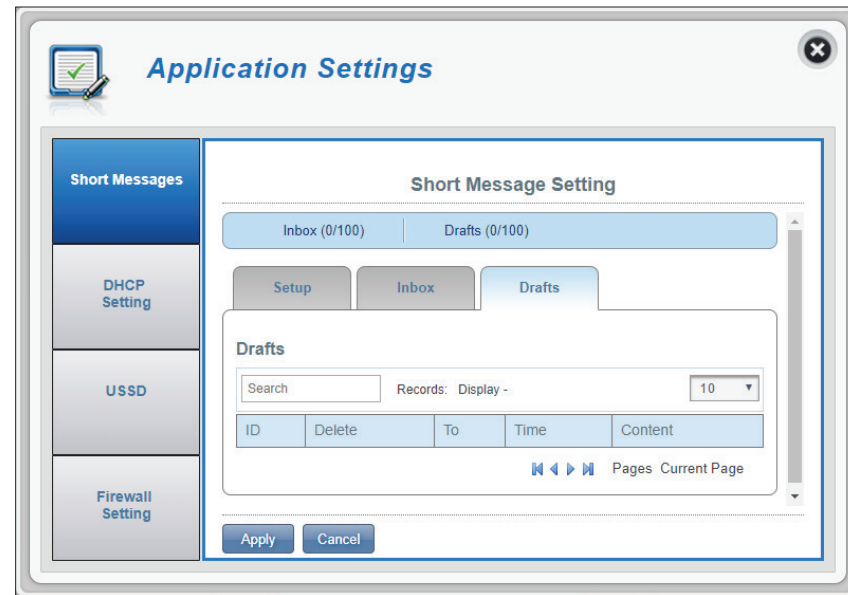 Application Settings
Short Messages
DHCP
Setting
USSD
Firewall
Setting
Short Message Setting
Inbox (0/100) Drafts (0/100)
Setup Inbox Drafts
Drafts
Search Records: Display - 10
ID Delete To Time Content
Pages Current Page
Apply Cancel